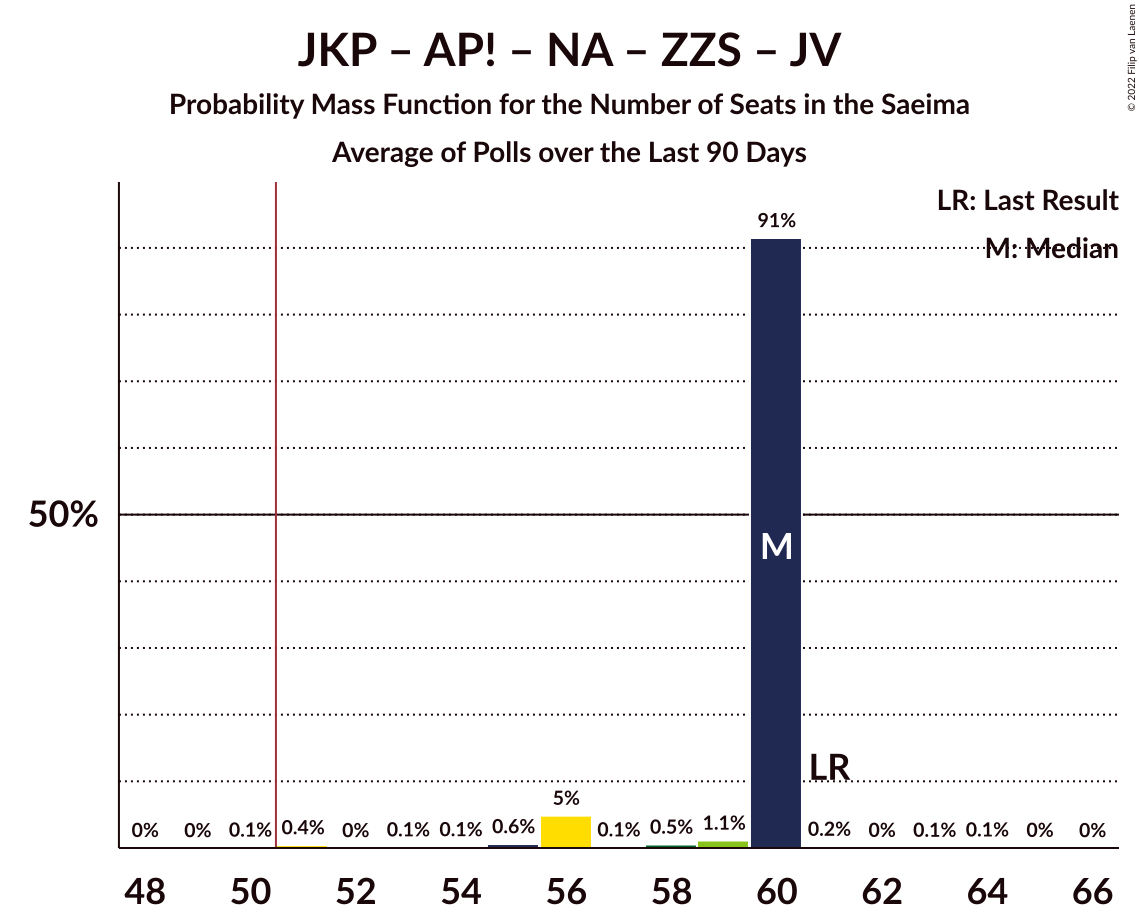 JKP – AP! – NA – ZZS – JV
Probability Mass Function for the Number of Seats in the Saeima
Average of Polls over the Last 90 Days
© 2022 Filip van Laenen
LR: Last Result
M: Median
91%
50%
M
LR
5%
0% 0% 0.1% 0.4% 0% 0.1% 0.1% 0.6% 0.1% 0.5% 1.1% 0.2% 0% 0.1% 0.1% 0% 0%
48 50 52 54 56 58 60 62 64 66